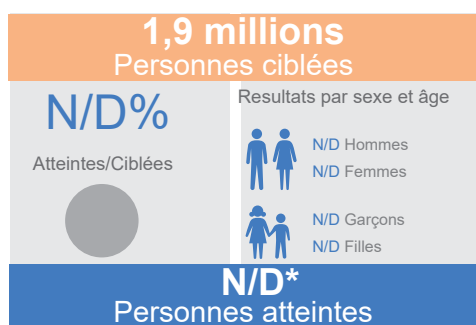 1,9 millions
Personnes ciblées
N/D%
Atteintes/Ciblées
Resultats par sexe et âge
N/D Hommes
N/D Femmes
N/D Garçons
N/D Filles
N/D*
Personnes atteintes